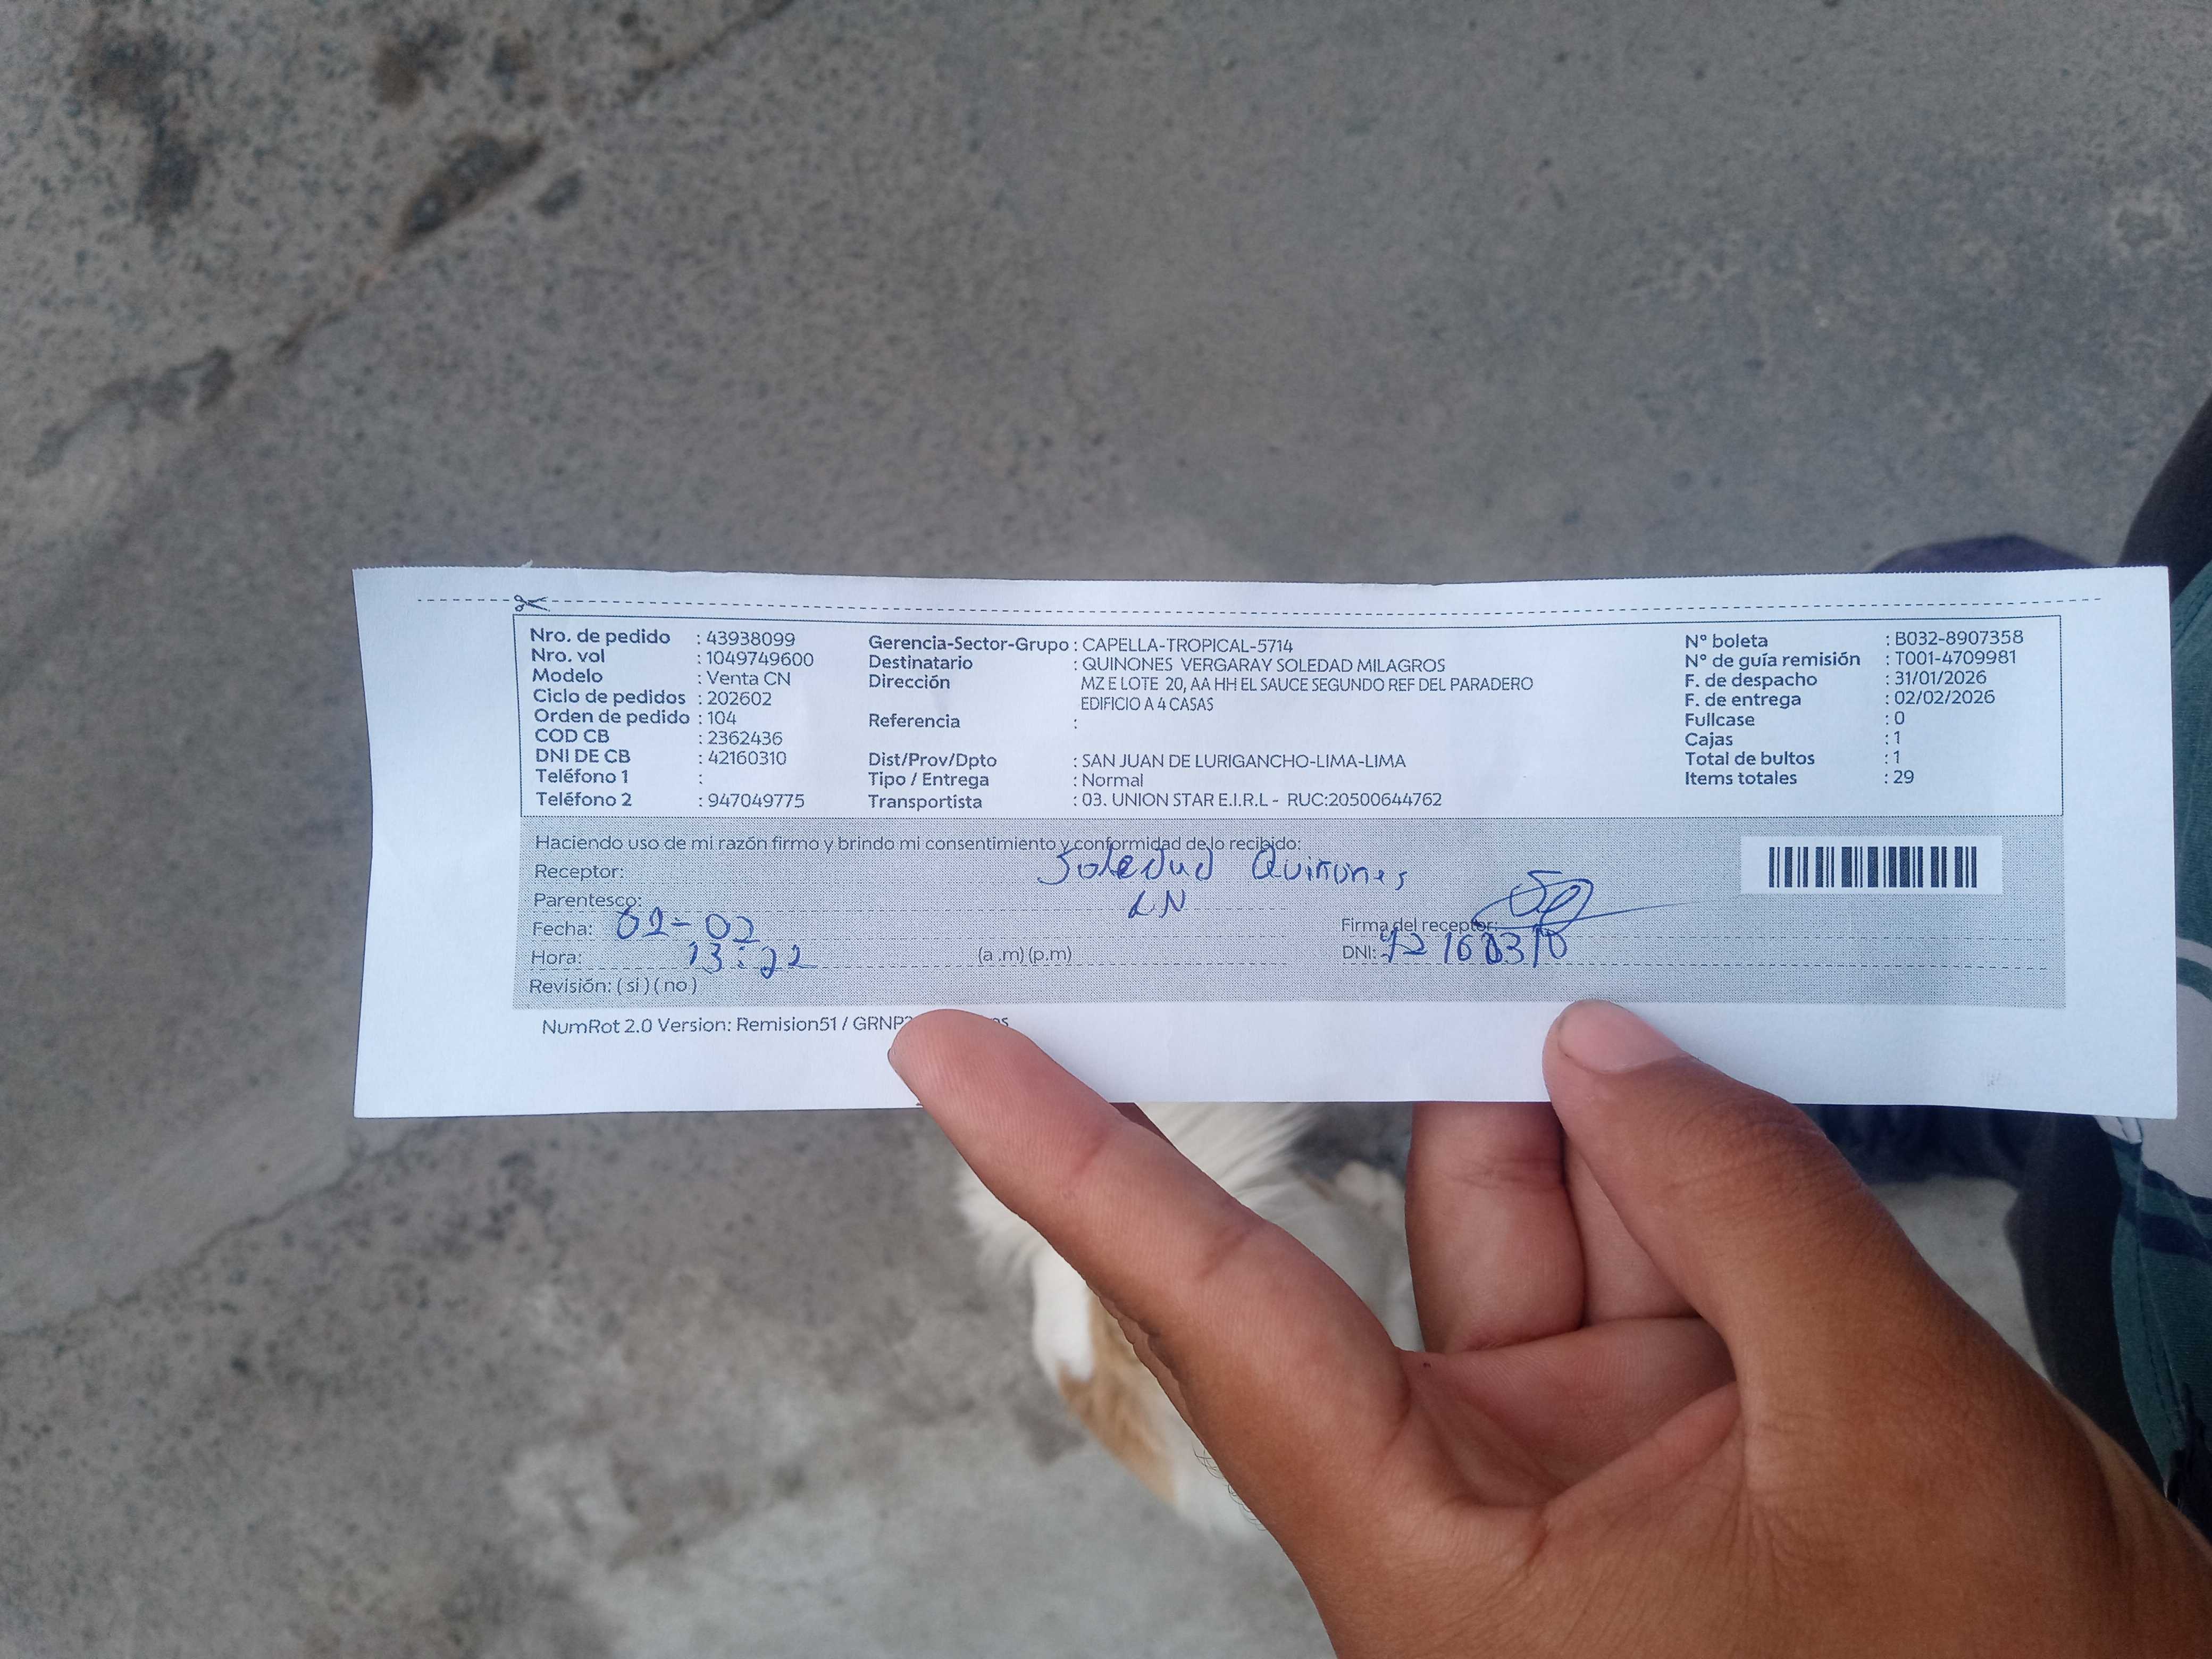 Nro. de pedido : 43938099
Nro. vol : 1049749600
Modelo : Venta CN
Ciclo de pedidos : 202602
Orden de pedido : 104
COD CB : 2362436
DNI DE CB : 42160310
Teléfono 1 :
Teléfono 2 : 947049775
Gerencia-Sector-Grupo : CAPELLA-TROPICAL-5714
Destinatario : QUINONES VERGARAY SOLEDAD MILAGROS
Dirección MZ E LOTE 20, AA HH EL SAUCE SEGUNDO REF DEL PARADERO
EDIFICIO A 4 CASAS
Referencia :
Dist/Prov/Dpto : SAN JUAN DE LURIGANCHO-LIMA-LIMA
Tipo / Entrega : Normal
Transportista : 03. UNION STAR E.I.R.L - RUC:20500644762
N° boleta : B032-8907358
N° de guía remisión : T001-4709981
F. de despacho : 31/01/2026
F. de entrega : 02/02/2026
Fullcase : 0
Cajas : 1
Total de bultos : 1
Items totales : 29
Haciendo uso de mi razón firmo y brindo mi consentimiento y conformidad de lo recibido:
Receptor: Soledad Quiñones
Parentesco:
Fecha: 02-02
Firma del receptor:
Hora: 13:22 (a .m) (p.m)
DNI: 42160310
Revisión: ( si ) ( no )
NumRot 2.0 Version: Remision51 /